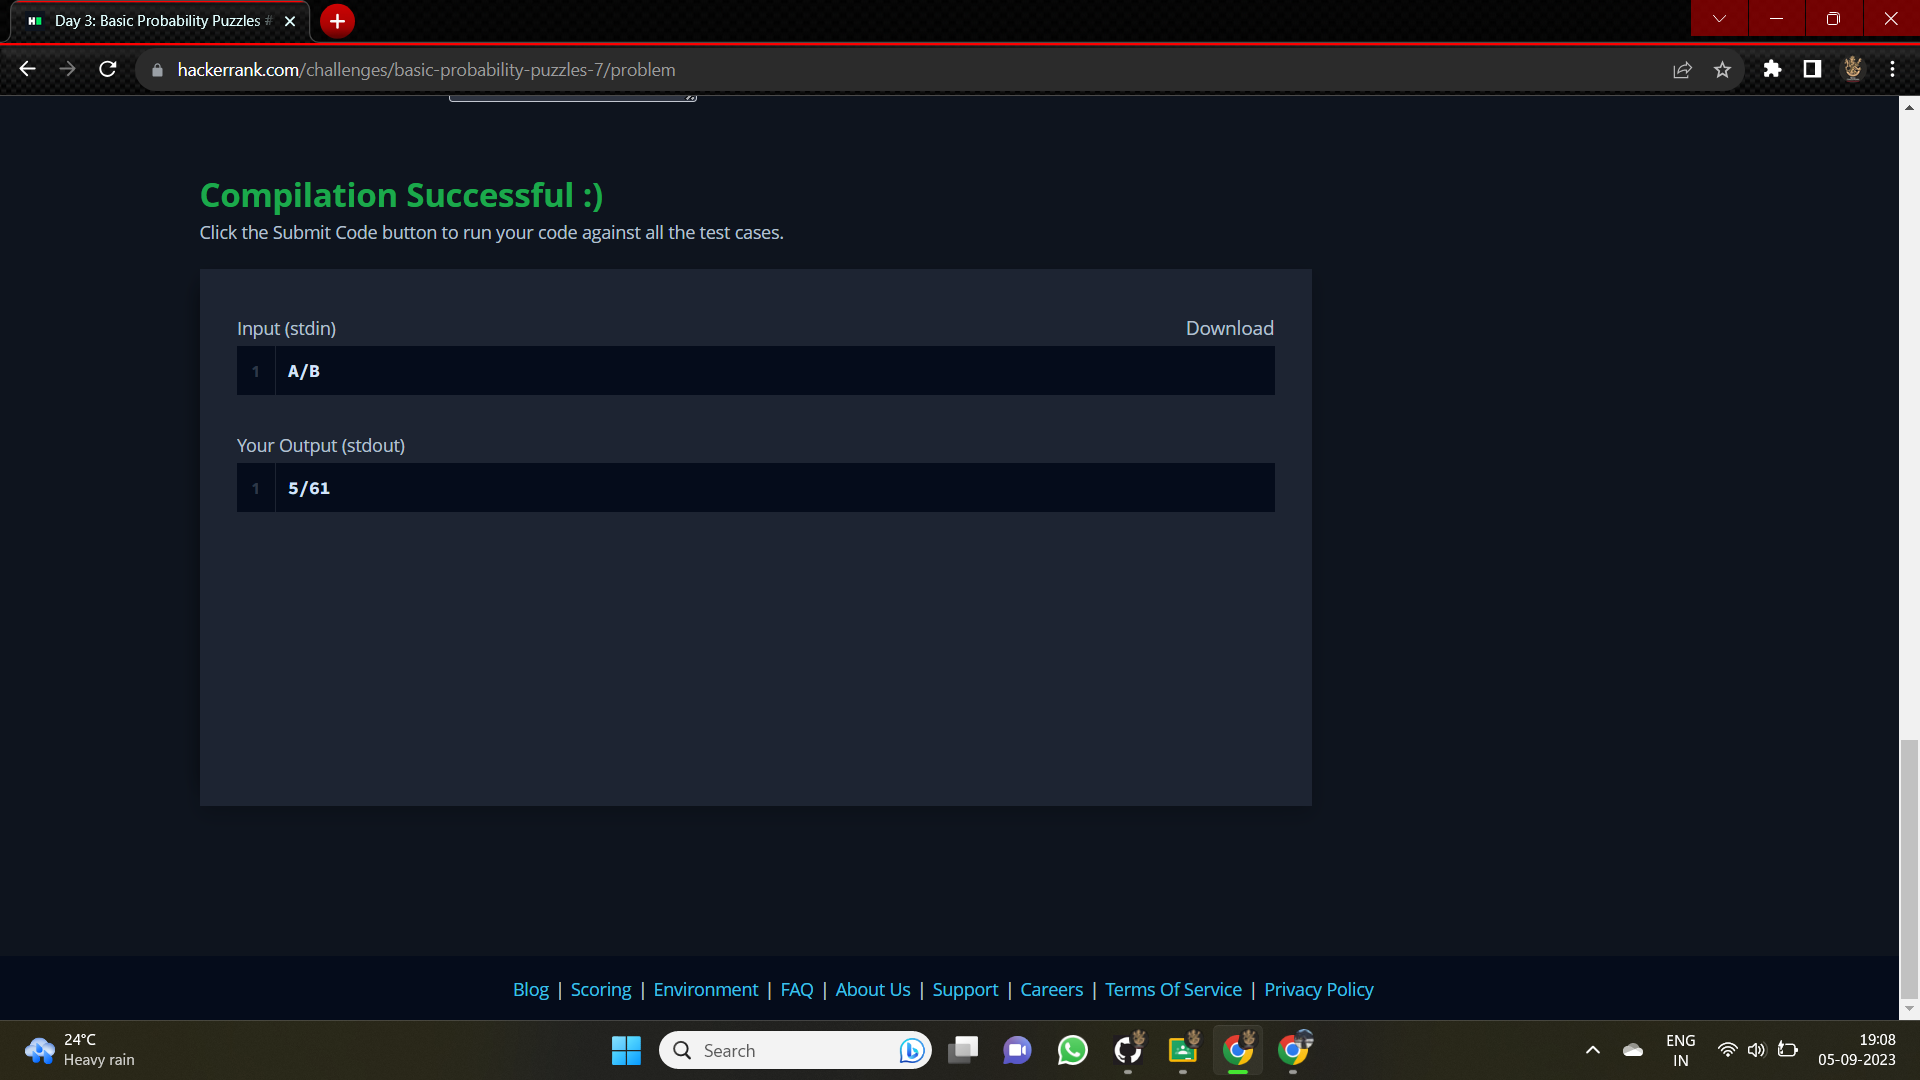 Day 3: Basic Probability Puzzles #
hackerrank.com/challenges/basic-probability-puzzles-7/problem
Compilation Successful :)
Click the Submit Code button to run your code against all the test cases.
Input (stdin)
Download
1
A/B
Your Output (stdout)
1
5/61
Blog | Scoring | Environment | FAQ | About Us | Support | Careers | Terms Of Service | Privacy Policy
24°C
Heavy rain
Search
ENG
IN
19:08
05-09-2023